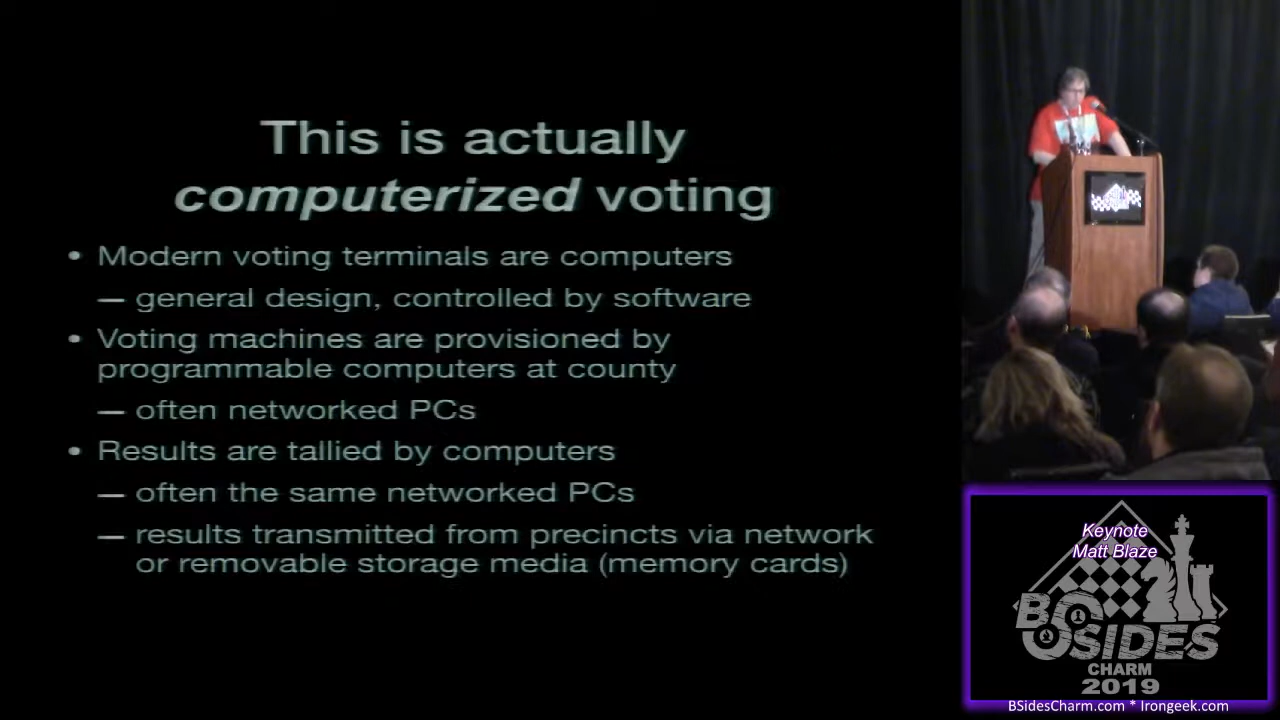 This is actually
computerized voting
• Modern voting terminals are computers
— general design, controlled by software
• Voting machines are provisioned by
programmable computers at county
— often networked PCs
• Results are tallied by computers
— often the same networked PCs
— results transmitted from precincts via network
or removable storage media (memory cards)
Keynote
Matt Blaze
BSIDES
CHARM
2019
BSidesCharm.com * Irongeek.com